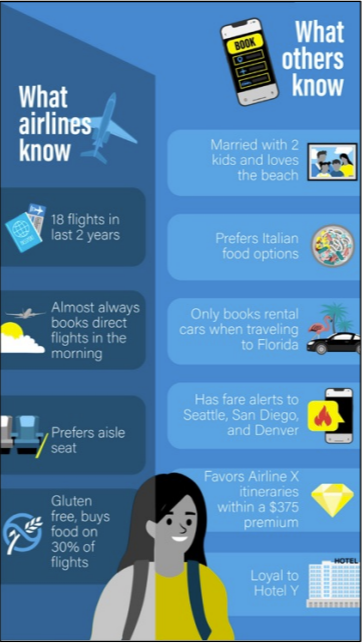 What
others
know
BOOK
What
airlines
know
18 flights in
last 2 years
Almost always
books direct
flights in the
morning
Prefers aisle
seat
Gluten
free, buys
food on
30% of
flights
Married with 2
kids and loves
the beach
Prefers Italian
food options
Only books rental
cars when traveling
to Florida
Has fare alerts to
Seattle, San Diego,
and Denver
Favors Airline X
itineraries
within a $375
premium
Loyal to
Hotel Y
HOTEL